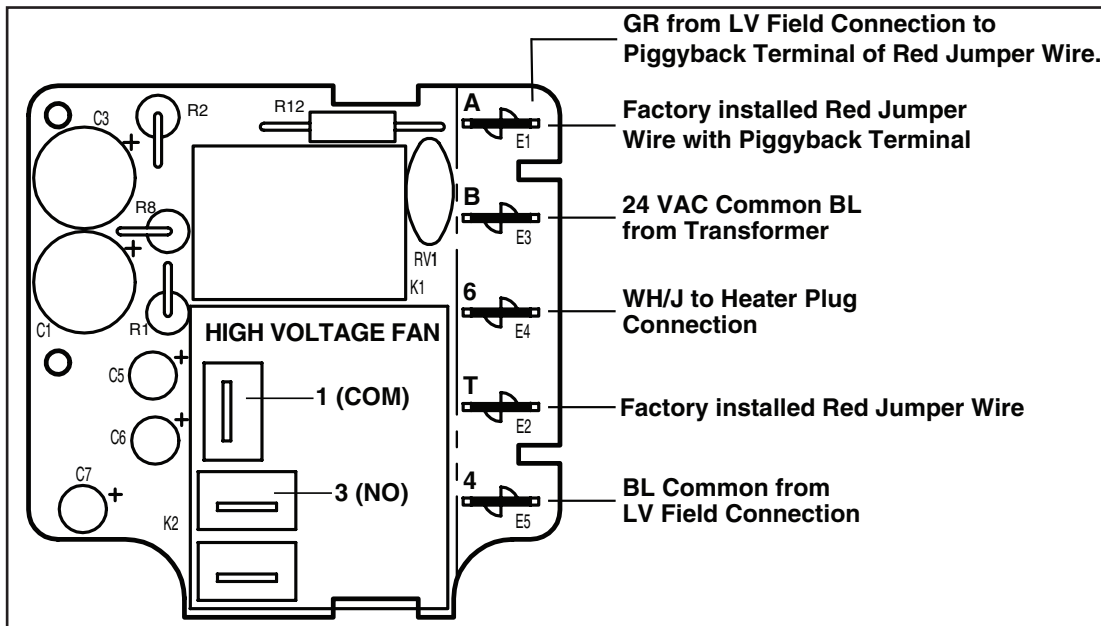 GR from LV Field Connection to
Piggyback Terminal of Red Jumper Wire.
C3
+
R2
R12
A
E1
Factory installed Red Jumper
Wire with Piggyback Terminal
R8
+
B
E3
24 VAC Common BL
from Transformer
RV1
K1
C1
R1
6
E4
WH/J to Heater Plug
Connection
HIGH VOLTAGE FAN
C5
+
1 (COM)
T
E2
Factory installed Red Jumper Wire
C6
+
C7
+
3 (NO)
K2
4
E5
BL Common from
LV Field Connection